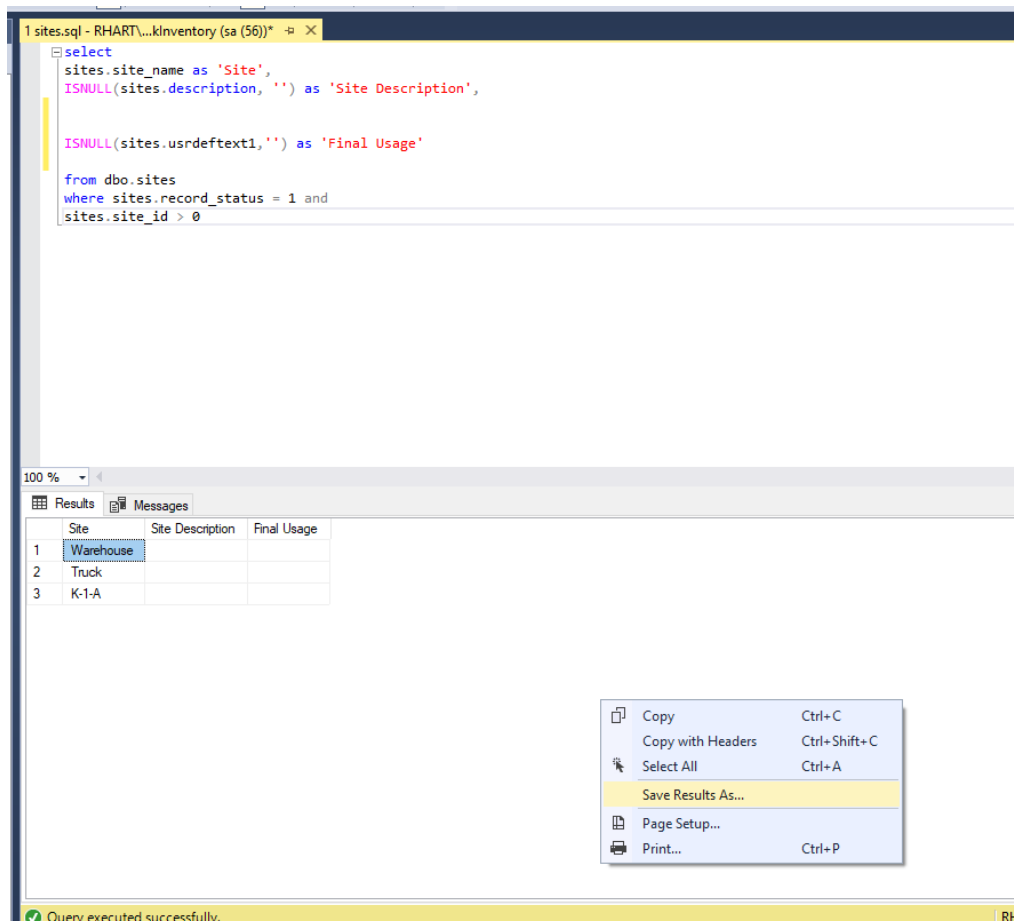 1 sites.sql - RHART\...kInventory (sa (56))*
select
sites.site_name as 'Site',
ISNULL(sites.description, '') as 'Site Description',
ISNULL(sites.usrdeftext1,'') as 'Final Usage'
from dbo.sites
where sites.record_status = 1 and
sites.site_id > 0
100 %
Results Messages
Site Site Description Final Usage
1 Warehouse
2 Truck
3 K-1-A
Copy Ctrl+C
Copy with Headers Ctrl+Shift+C
Select All Ctrl+A
Save Results As...
Page Setup...
Print... Ctrl+P
Query executed successfully. RH